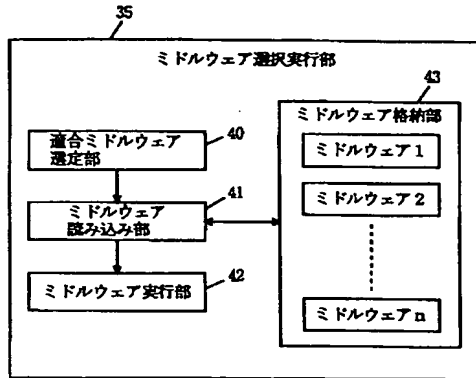 35
ミドルウェア選択実行部
43
ミドルウェア格納部
適合ミドルウェア
選定部
40
ミドルウェア1
ミドルウェア
読み込み部
41
ミドルウェア2
ミドルウェア実行部
42
ミドルウェアn